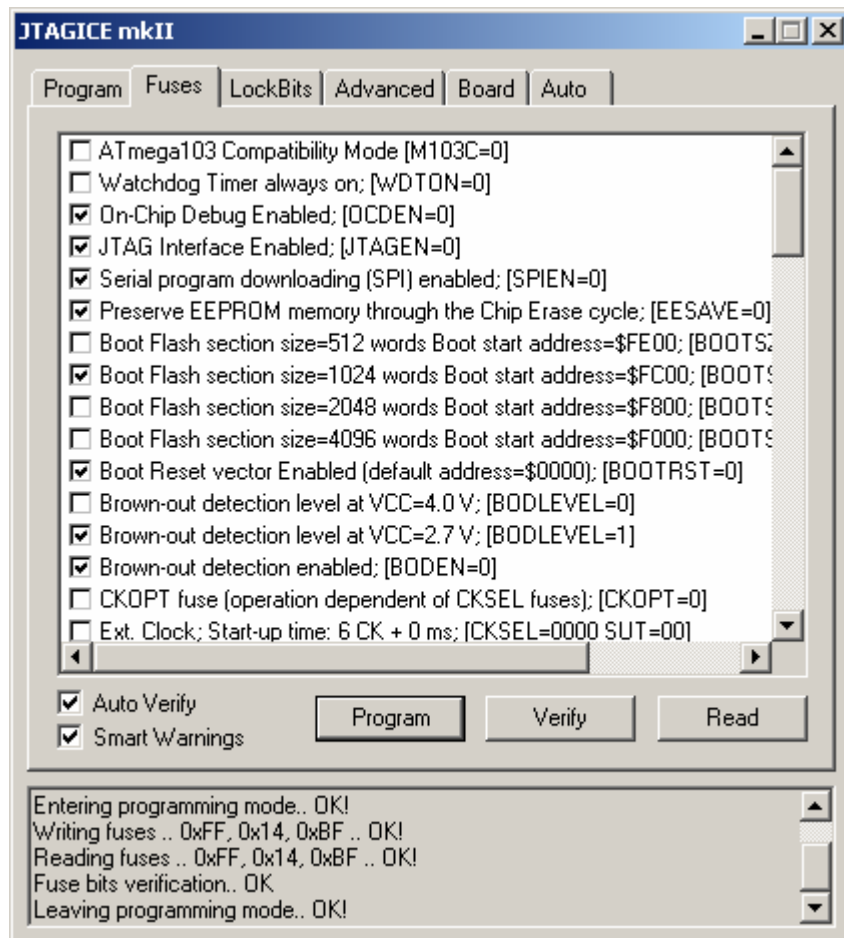 JTAGICE mkII
Program Fuses LockBits Advanced Board Auto
ATmega103 Compatibility Mode [M103C=0]
Watchdog Timer always on; [WDTON=0]
On-Chip Debug Enabled; [OCDEN=0]
JTAG Interface Enabled; [JTAGEN=0]
Serial program downloading (SPI) enabled; [SPIEN=0]
Preserve EEPROM memory through the Chip Erase cycle; [EESAVE=0]
Boot Flash section size=512 words Boot start address=$FE00; [BOOTSZ
Boot Flash section size=1024 words Boot start address=$FC00; [BOOTS
Boot Flash section size=2048 words Boot start address=$F800; [BOOTS
Boot Flash section size=4096 words Boot start address=$F000; [BOOTS
Boot Reset vector Enabled (default address=$0000); [BOOTRST=0]
Brown-out detection level at VCC=4.0 V; [BODLEVEL=0]
Brown-out detection level at VCC=2.7 V; [BODLEVEL=1]
Brown-out detection enabled; [BODEN=0]
CKOPT fuse (operation dependent of CKSEL fuses); [CKOPT=0]
Ext. Clock; Start-up time: 6 CK + 0 ms; [CKSEL=0000 SUT=00]
Auto Verify
Smart Warnings
Program Verify Read
Entering programming mode.. OK!
Writing fuses .. 0xFF, 0x14, 0xBF .. OK!
Reading fuses .. 0xFF, 0x14, 0xBF .. OK!
Fuse bits verification.. OK
Leaving programming mode.. OK!